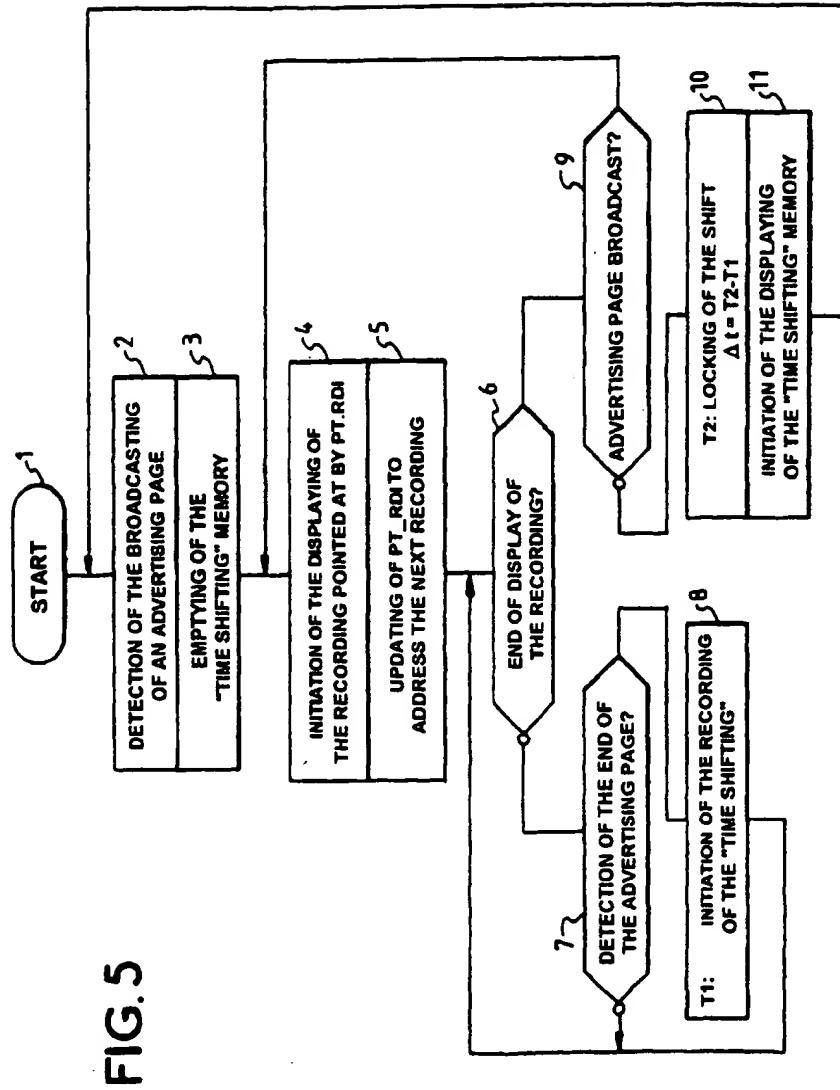 FIG. 5
START
1
DETECTION OF THE BROADCASTING
OF AN ADVERTISING PAGE
2
EMPTYING OF THE
"TIME SHIFTING" MEMORY
3
INITIATION OF THE DISPLAYING OF
THE RECORDING POINTED AT BY PT.RDI
4
UPDATING OF PT_RDI TO
ADDRESS THE NEXT RECORDING
5
END OF DISPLAY OF
THE RECORDING?
6
7
DETECTION OF THE END OF
THE ADVERTISING PAGE?
ADVERTISING PAGE BROADCAST?
9
T1: INITIATION OF THE RECORDING
OF THE "TIME SHIFTING"
8
T2: LOCKING OF THE SHIFT
Δ t = T2-T1
10
INITIATION OF THE DISPLAYING
OF THE "TIME SHIFTING" MEMORY
11